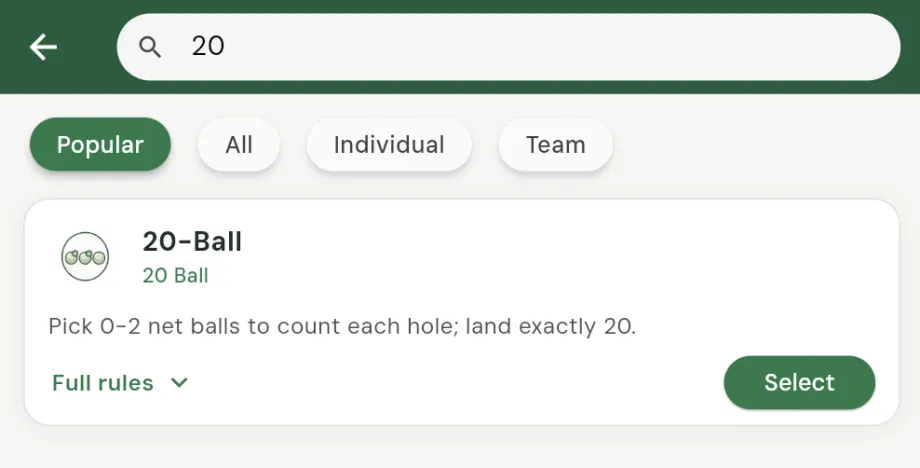 20
Popular All Individual Team
20-Ball
20 Ball
Pick 0-2 net balls to count each hole; land exactly 20.
Full rules
Select